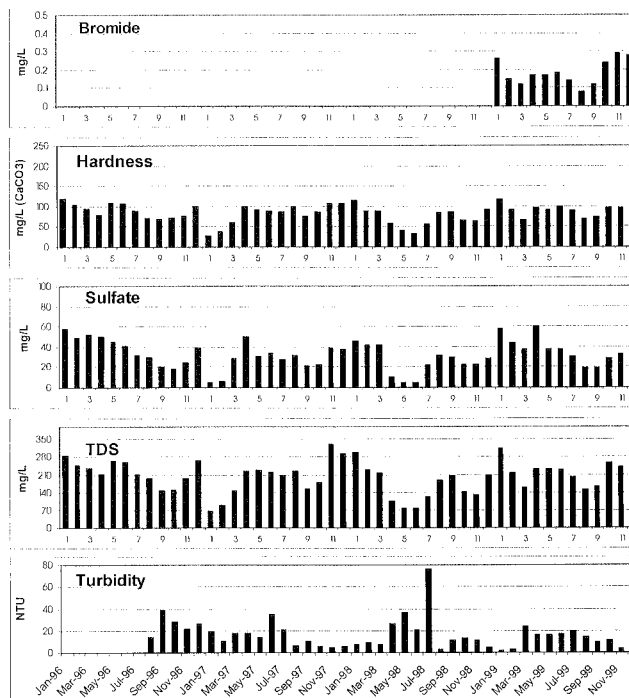 Bromide
mg/L
0.5
0.4
0.3
0.2
0.1
0
1 3 5 7 9 11 1 3 5 7 9 11 1 3 5 7 9 11 1 3 5 7 9 11
Hardness
mg/L (CaCO3)
250
200
150
100
50
0
1 3 5 7 9 11 1 3 5 7 9 11 1 3 5 7 9 11 1 3 5 7 9 11
Sulfate
mg/L
100
80
60
40
20
0
1 3 5 7 9 11 1 3 5 7 9 11 1 3 5 7 9 11 1 3 5 7 9 11
TDS
mg/L
350
280
210
140
70
0
1 3 5 7 9 11 1 3 5 7 9 11 1 3 5 7 9 11 1 3 5 7 9 11
Turbidity
NTU
80
60
40
20
0
Jan-96 Mar-96 May-96 Jul-96 Sep-96 Nov-96 Jan-97 Mar-97 May-97 Jul-97 Sep-97 Nov-97 Jan-98 Mar-98 May-98 Jul-98 Sep-98 Nov-98 Jan-99 Mar-99 May-99 Jul-99 Sep-99 Nov-99